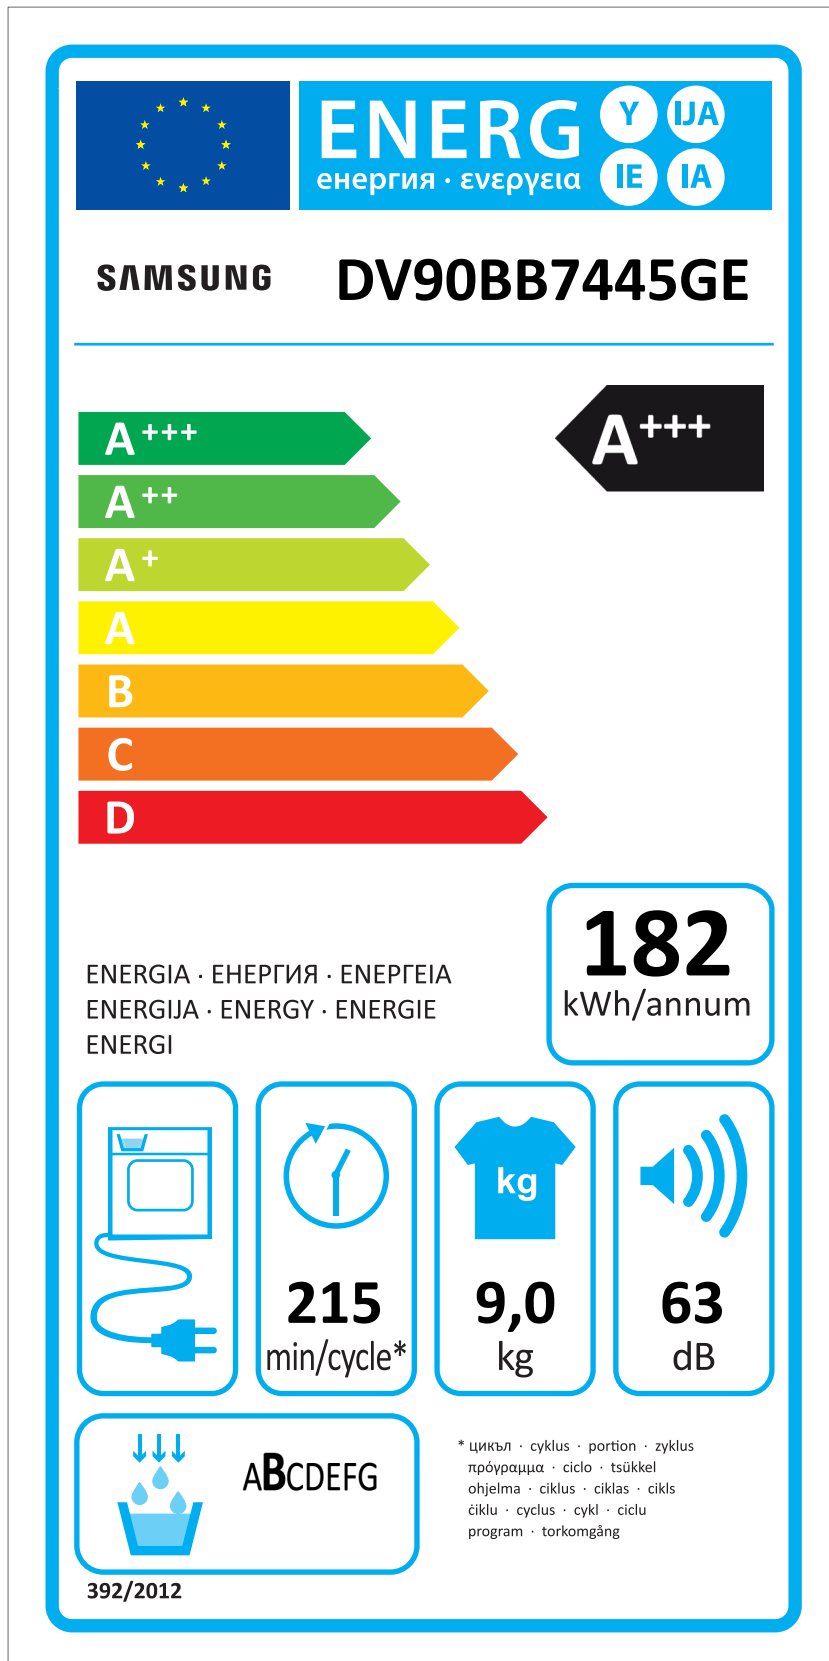 ENERG
Y IJA
енергия · ενεργεια
IE IA
SAMSUNG
DV90BB7445GE
A+++
A+++
A++
A+
A
B
C
D
182
kWh/annum
ENERGIA · ЕНЕРГИЯ · ΕΝΕΡΓΕΙΑ
ENERGIJA · ENERGY · ENERGIE
ENERGI
kg
215
min/cycle*
9,0
kg
63
dB
ABCDEFG
* цикъл · cyklus · portion · zyklus
πρόγραμμα · ciclo · tsükkel
ohjelma · ciklus · ciklas · cikls
ċiklu · cyclus · cykl · ciclu
program · torkomgång
392/2012